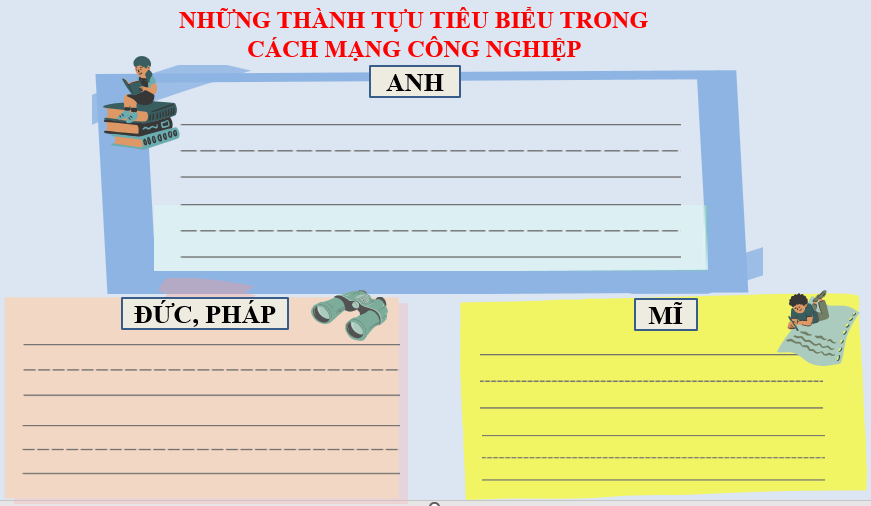 NHỮNG THÀNH TỰU TIÊU BIỂU TRONG
CÁCH MẠNG CÔNG NGHIỆP
ANH
ĐỨC, PHÁP
MĨ